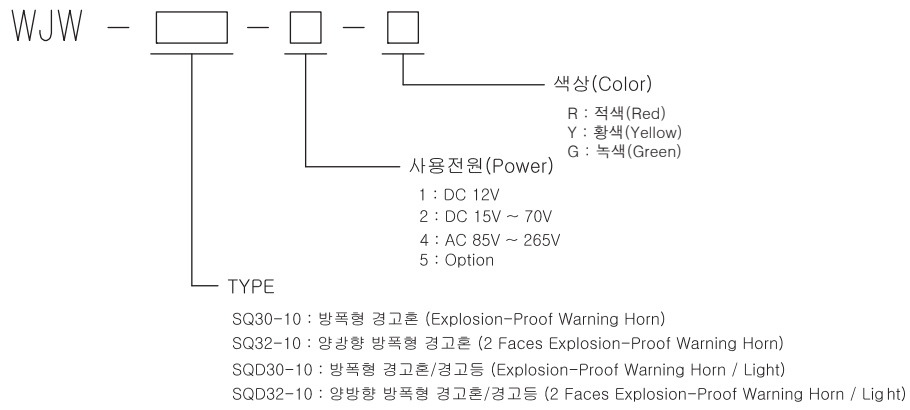 WJW - □ - □ - □
색상(Color)
R : 적색(Red)
Y : 황색(Yellow)
G : 녹색(Green)
사용전원(Power)
1 : DC 12V
2 : DC 15V ~ 70V
4 : AC 85V ~ 265V
5 : Option
TYPE
SQ30-10 : 방폭형 경고혼 (Explosion-Proof Warning Horn)
SQ32-10 : 양방향 방폭형 경고혼 (2 Faces Explosion-Proof Warning Horn)
SQD30-10 : 방폭형 경고혼/경고등 (Explosion-Proof Warning Horn / Light)
SQD32-10 : 양방향 방폭형 경고혼/경고등 (2 Faces Explosion-Proof Warning Horn / Light)